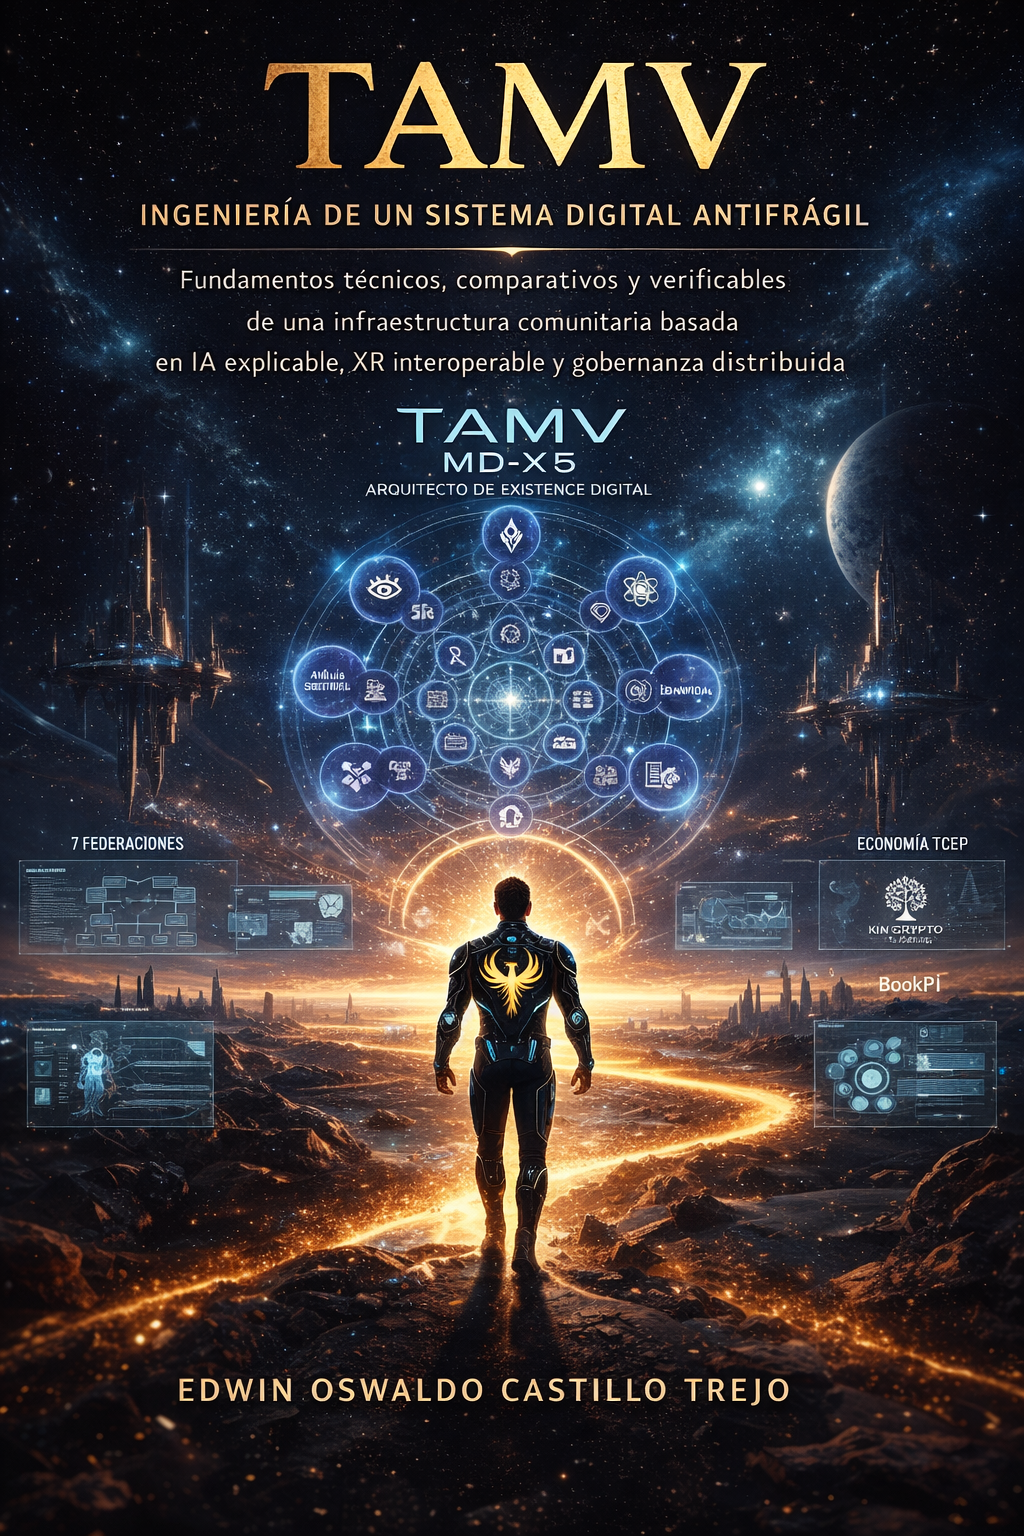 TAMV
INGENIERÍA DE UN SISTEMA DIGITAL ANTIFRÁGIL
Fundamentos técnicos, comparativos y verificables
de una infraestructura comunitaria basada
en IA explicable, XR interoperable y gobernanza distribuida
TAMV
MD-X5
ARQUITECTO DE EXISTENCE DIGITAL
7 FEDERACIONES
ECONOMÍA TCEP
KIN CRYPTO
BookPi
EDWIN OSWALDO CASTILLO TREJO